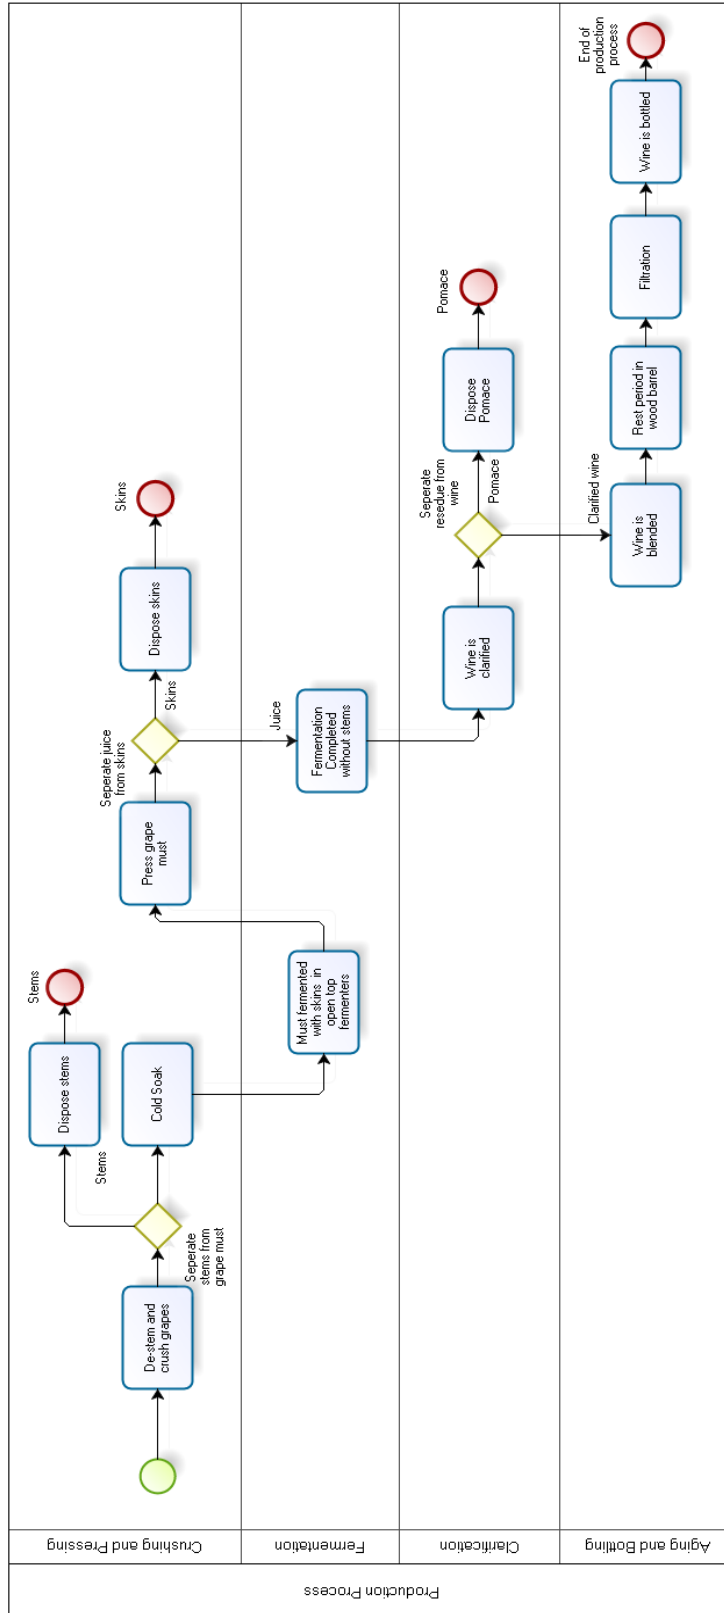 Production Process
Crushing and Pressing
Fermentation
Clarification
Aging and Bottling
De-stem and
crush grapes
Seperate
stems from
grape must
Stems
Dispose stems
Stems
Cold Soak
Must fermented
with skins in
open top
fermenters
Press grape
must
Seperate juice
from skins
Skins
Dispose skins
Skins
Juice
Fermentation
Completed
without stems
Wine is
clarified
Seperate
resedue from
wine
Pomace
Dispose
Pomace
Pomace
Clarified wine
Wine is
blended
Rest period in
wood barrel
Filtration
Wine is bottled
End of
production
process